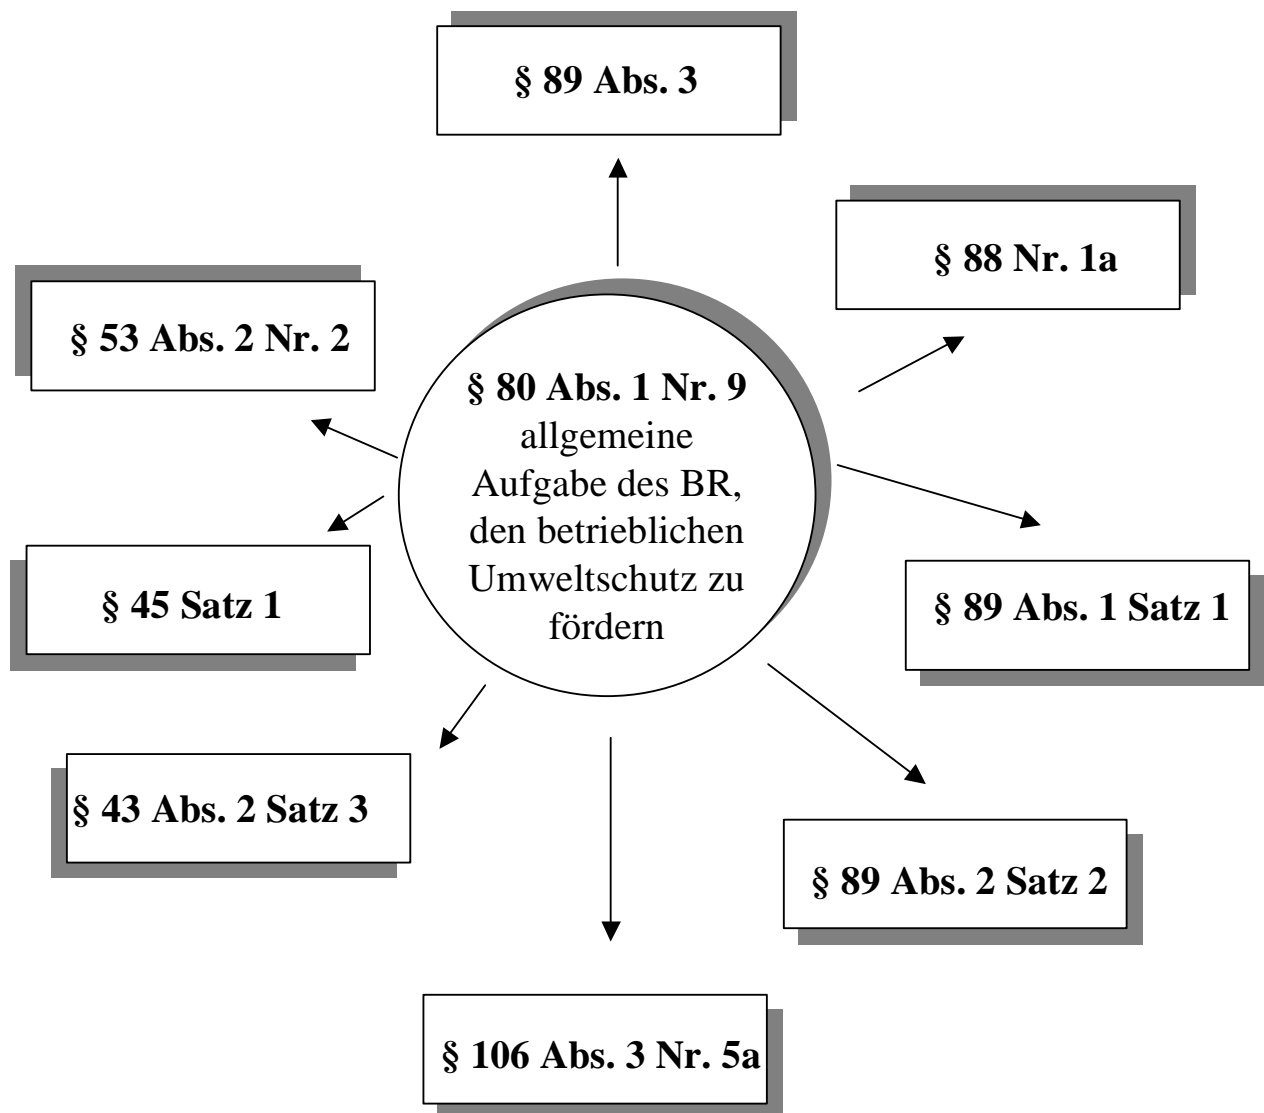 § 89 Abs. 3
§ 88 Nr. 1a
§ 53 Abs. 2 Nr. 2
§ 80 Abs. 1 Nr. 9
allgemeine
Aufgabe des BR,
den betrieblichen
Umweltschutz zu
fördern
§ 45 Satz 1
§ 89 Abs. 1 Satz 1
§ 43 Abs. 2 Satz 3
§ 89 Abs. 2 Satz 2
§ 106 Abs. 3 Nr. 5a